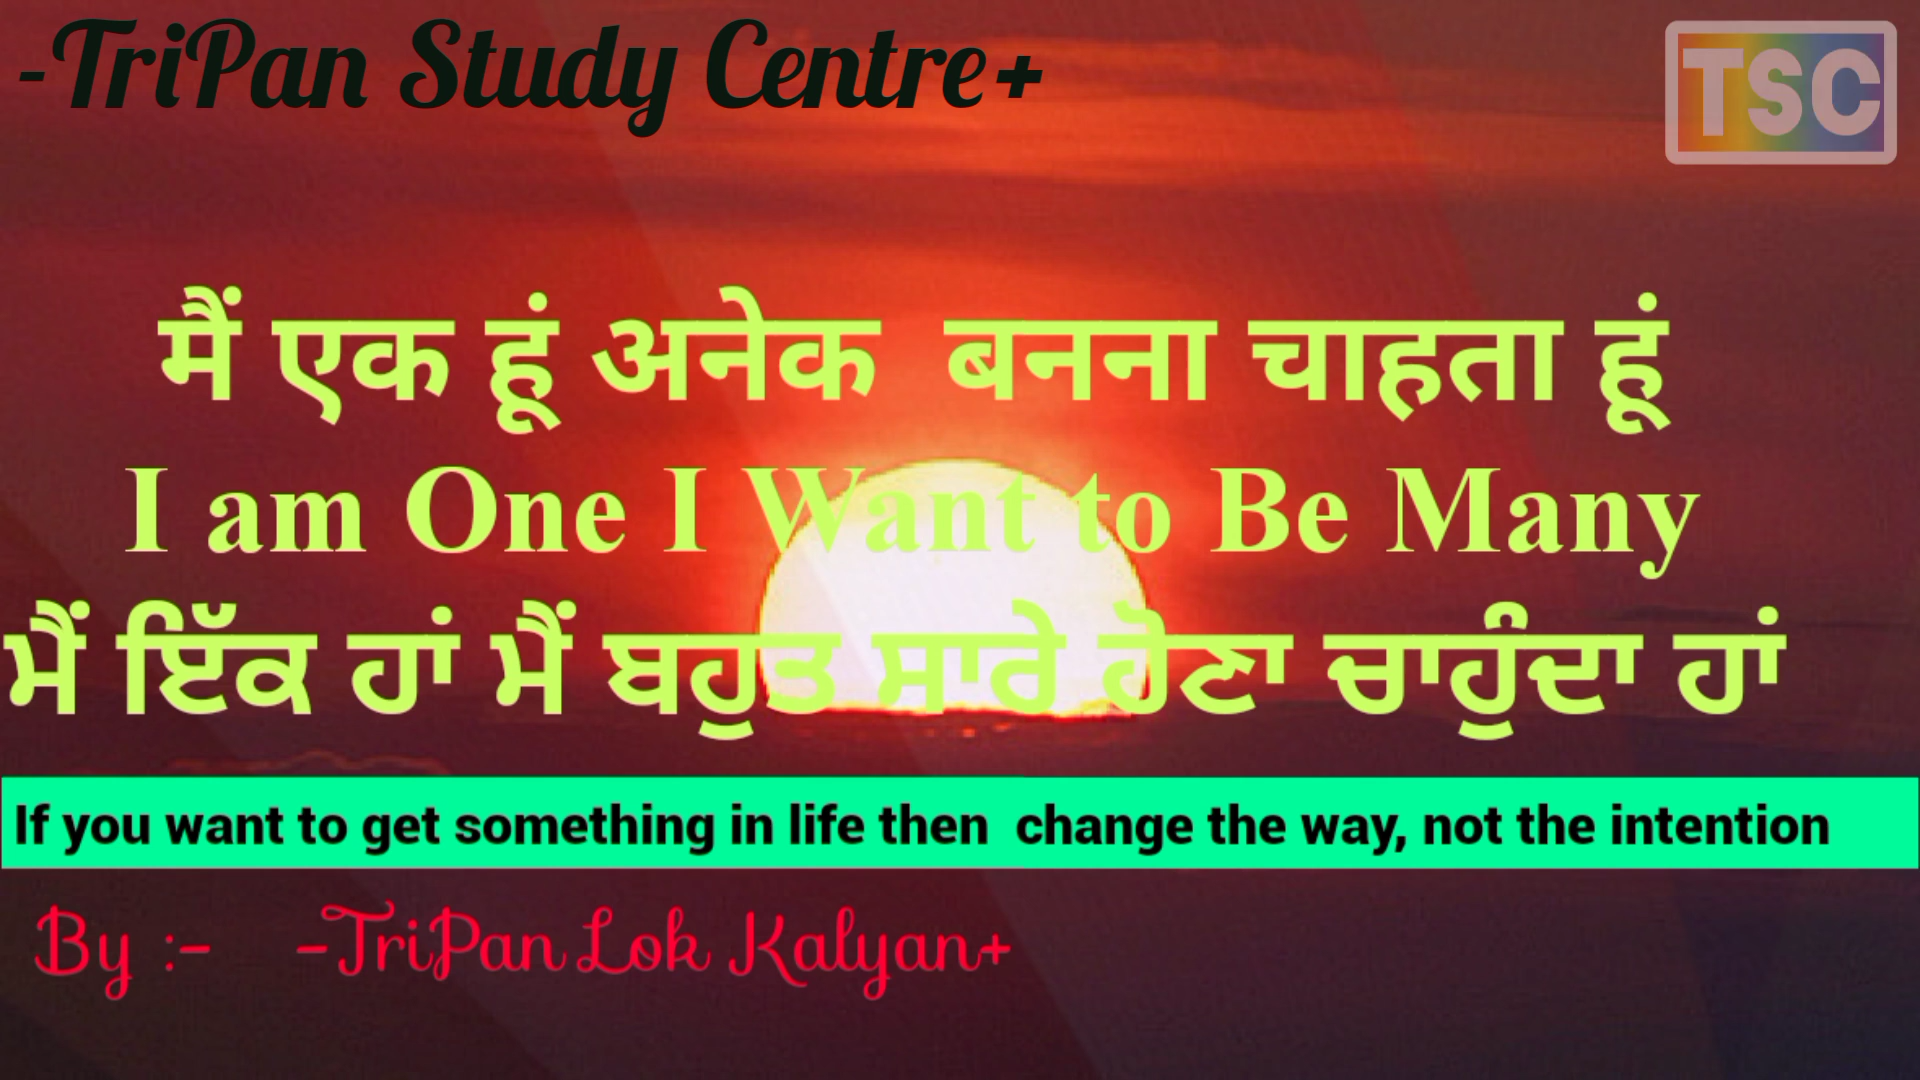 -TriPan Study Centre+
TSC
मैं एक हूं अनेक  बनना चाहता हूं
I am One I Want to Be Many
ਮੈਂ ਇੱਕ ਹਾਂ ਮੈਂ ਬਹੁਤ ਸਾਰੇ ਹੋਣਾ ਚਾਹੁੰਦਾ ਹਾਂ
If you want to get something in life then  change the way, not the intention
By :-    -TriPan Lok Kalyan+